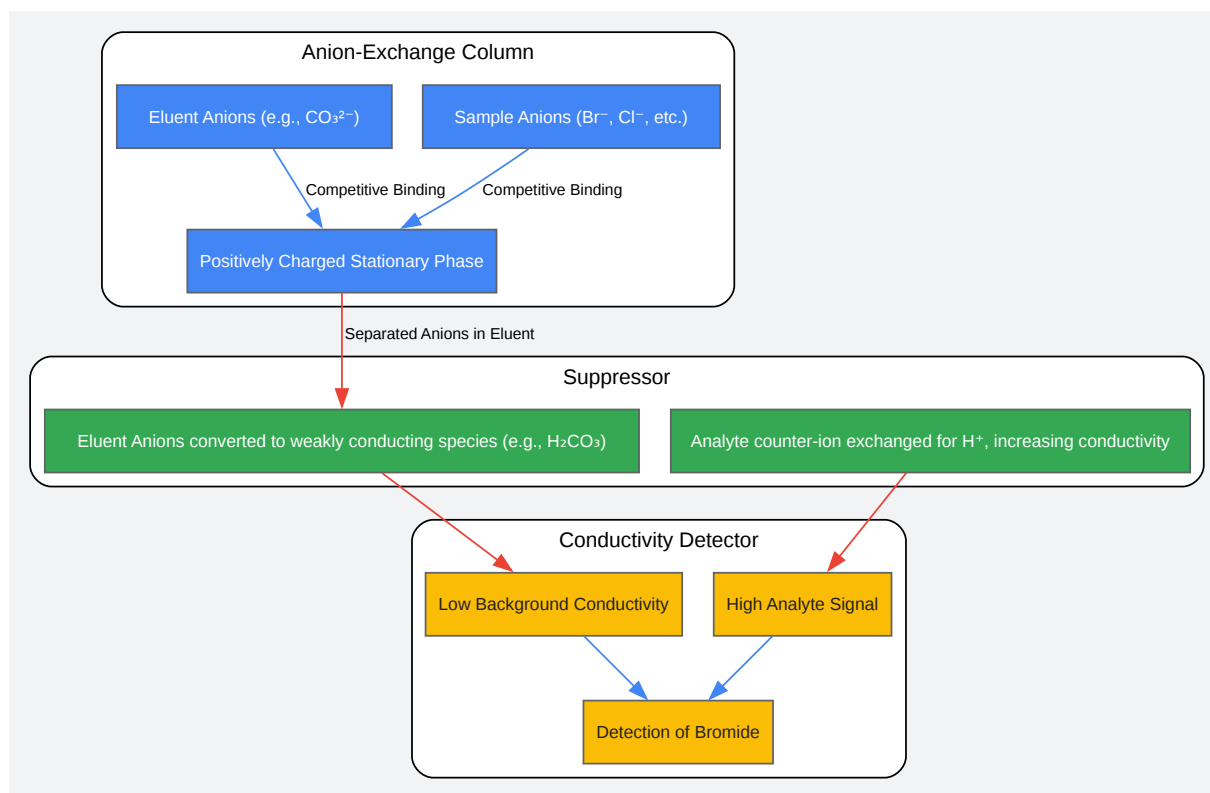 Anion-Exchange Column
Eluent Anions (e.g., CO₃²⁻)
Sample Anions (Br⁻, Cl⁻, etc.)
Competitive Binding
Competitive Binding
Positively Charged Stationary Phase
Separated Anions in Eluent
Suppressor
Eluent Anions converted to weakly conducting species (e.g., H₂CO₃)
Analyte counter-ion exchanged for H⁺, increasing conductivity
Conductivity Detector
Low Background Conductivity
High Analyte Signal
Detection of Bromide